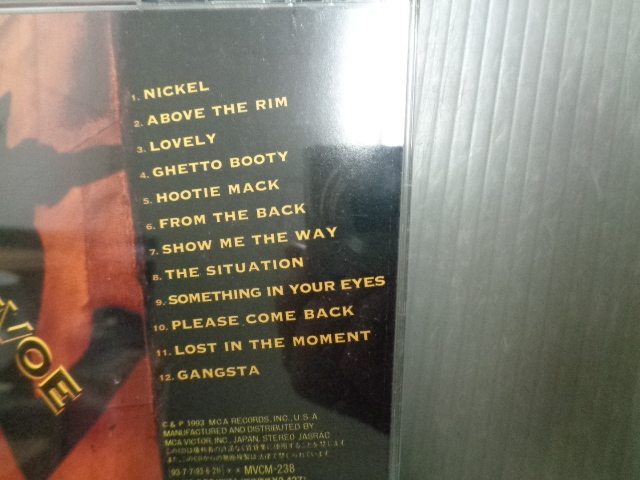 1. NICKEL
2. ABOVE THE RIM
3. LOVELY
4. GHETTO BOOTY
5. HOOTIE MACK
6. FROM THE BACK
7. SHOW ME THE WAY
8. THE SITUATION
9. SOMETHING IN YOUR EYES
10. PLEASE COME BACK
11. LOST IN THE MOMENT
12. GANGSTA
VOE
C & P 1993 MCA RECORDS, INC., U.S.A.
MANUFACTURED AND DISTRIBUTED BY
MCA VICTOR, INC., JAPAN. STEREO JASRAC
MVCM-238